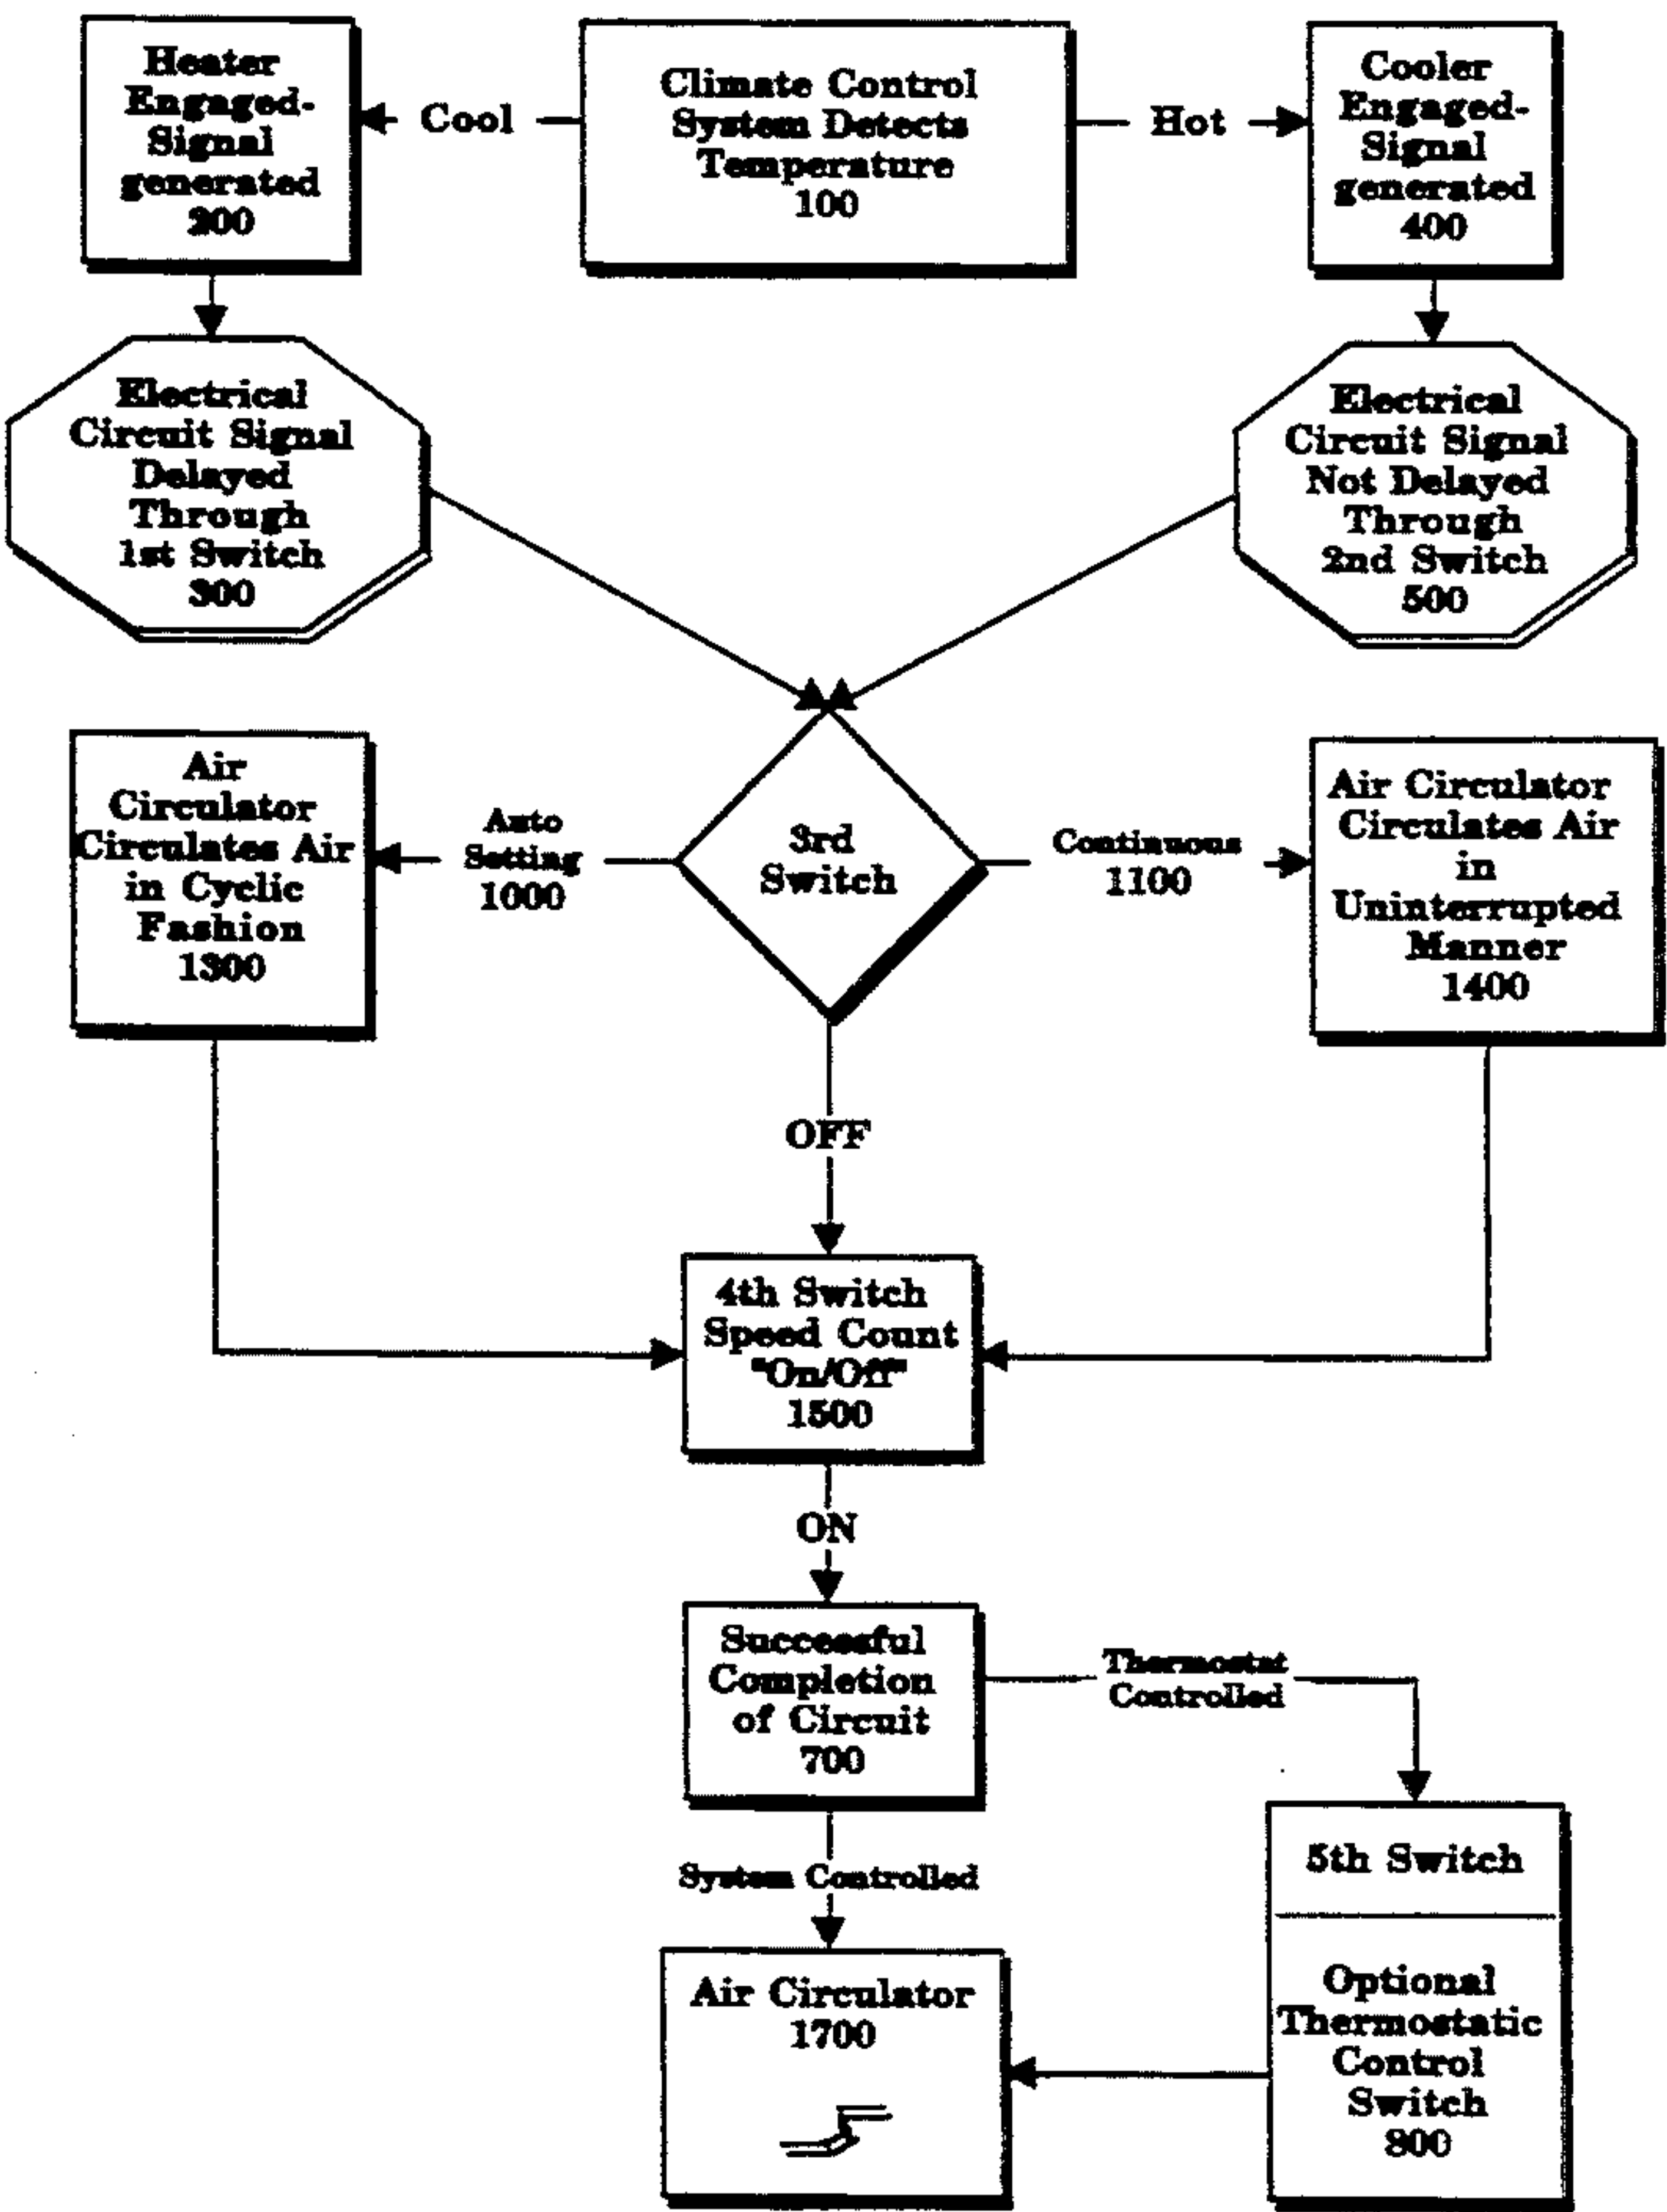 Heater
Engaged-
Signal
generated
200
Cool
Climate Control
System Detects
Temperature
100
Hot
Cooler
Engaged-
Signal
generated
400
Electrical
Circuit Signal
Delayed
Through
1st Switch
300
Electrical
Circuit Signal
Not Delayed
Through
2nd Switch
500
Air
Circulator
Circulates Air
in Cyclic
Fashion
1300
Auto
Setting
1000
3rd
Switch
Continuous
1100
Air Circulator
Circulates Air
in
Uninterrupted
Manner
1400
OFF
4th Switch
Speed Count
"On/Off"
1500
ON
Successful
Completion
of Circuit
700
Thermostat
Controlled
System Controlled
5th Switch
Optional
Thermostatic
Control
Switch
800
Air Circulator
1700